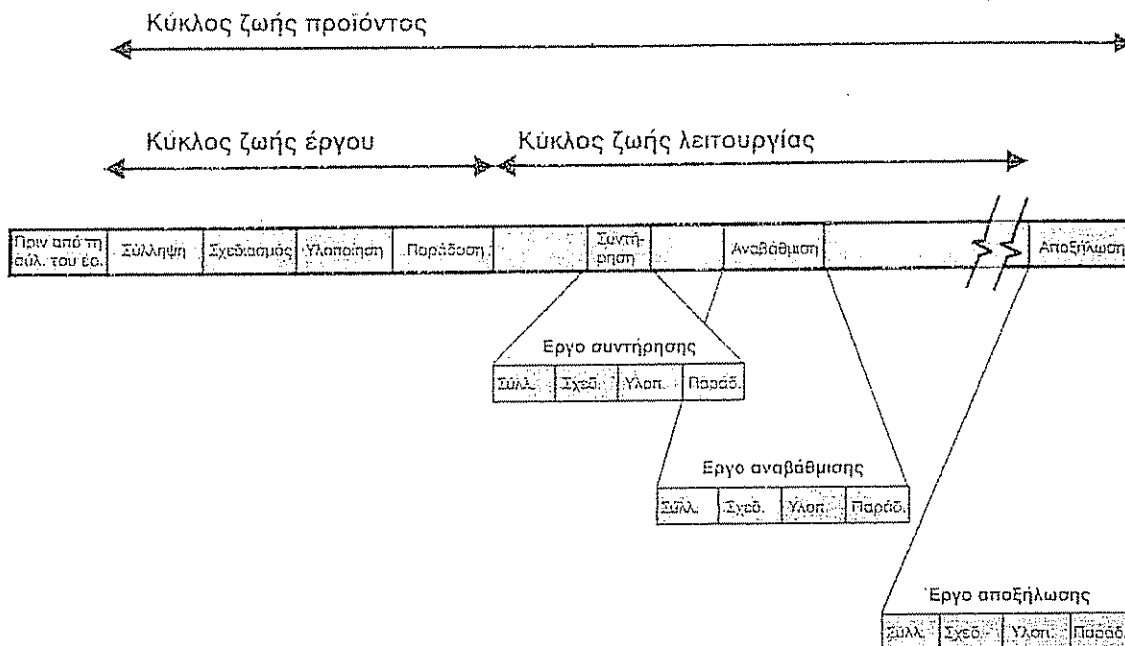 Κύκλος ζωής προϊόντος
Κύκλος ζωής έργου
Κύκλος ζωής λειτουργίας
Πριν από τη
σύλ. του έρ.
Σύλληψη
Σχεδιασμός
Υλοποίηση
Παράδοση
Συντή-
ρηση
Αναβάθμιση
Αποξήλωση
Εργο συντήρησης
Σύλλ.
Σχεδ.
Υλοπ.
Παράδ.
Εργο αναβάθμισης
Σύλλ.
Σχεδ.
Υλοπ.
Παράδ.
Έργο αποξήλωσης
Σύλλ.
Σχεδ.
Υλοπ.
Παράδ.